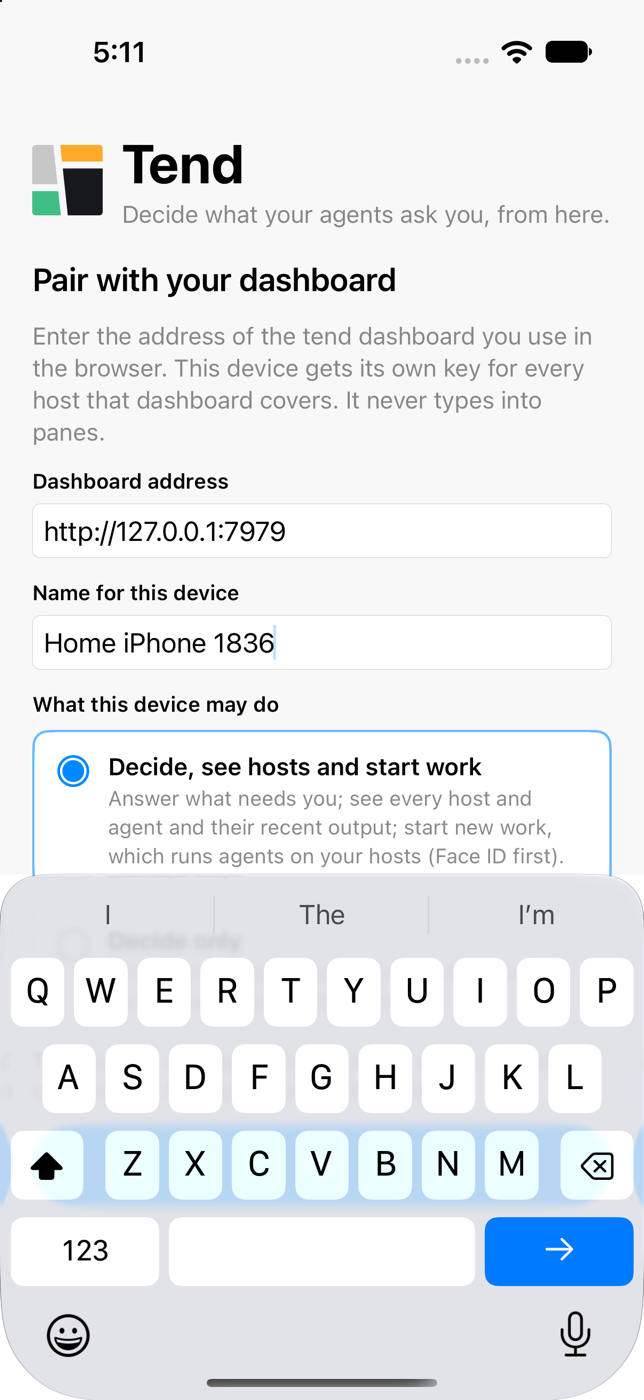 5:11
Tend
Decide what your agents ask you, from here.
Pair with your dashboard
Enter the address of the tend dashboard you use in
the browser. This device gets its own key for every
host that dashboard covers. It never types into
panes.
Dashboard address
http://127.0.0.1:7979
Name for this device
Home iPhone 1836
What this device may do
Decide, see hosts and start work
Answer what needs you; see every host and
agent and their recent output; start new work,
which runs agents on your hosts (Face ID first).
I The I’m
Decide only
Q W E R T Y U I O P
A S D F G H J K L
Z X C V B N M
123